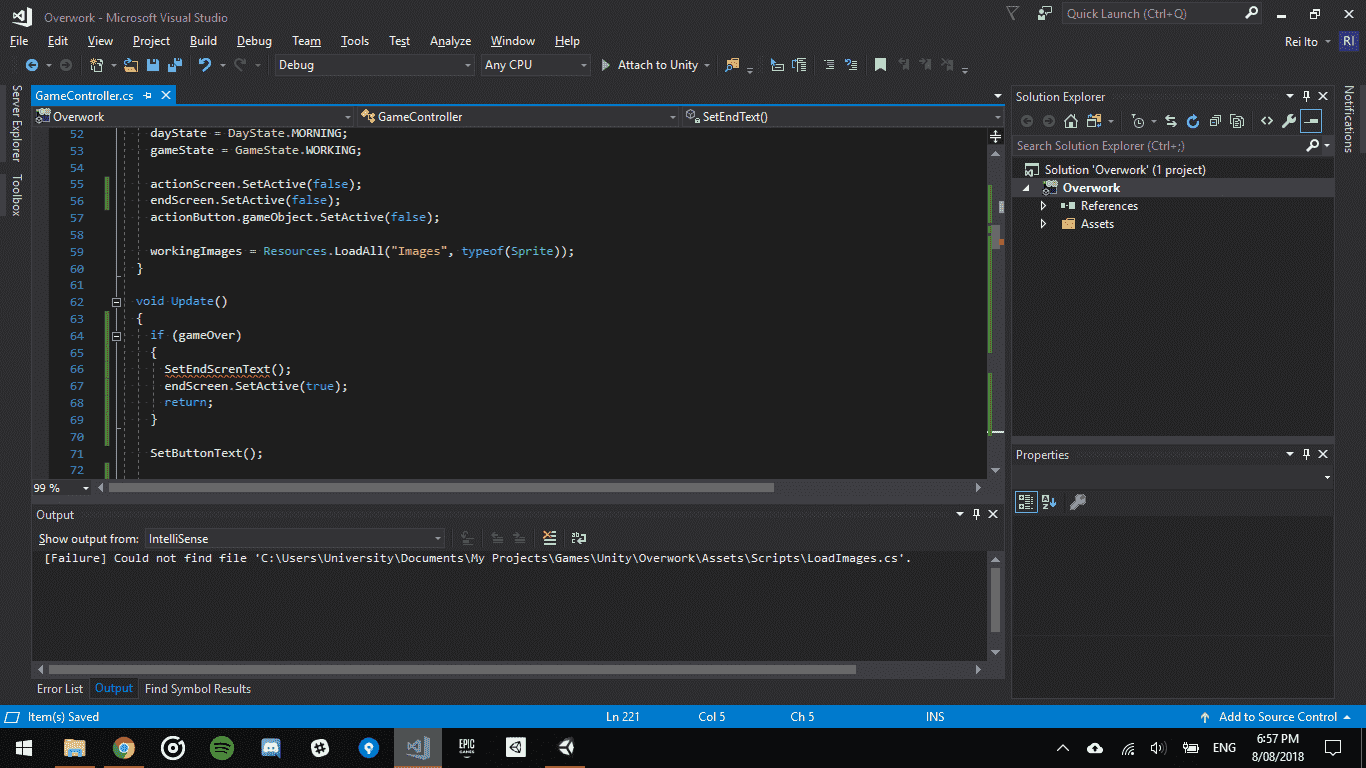 Overwork - Microsoft Visual Studio
Quick Launch (Ctrl+Q)
File Edit View Project Build Debug Team Tools Test Analyze Window Help
Rei Ito RI
Debug Any CPU Attach to Unity
Server Explorer
Toolbox
GameController.cs
Overwork GameController SetEndText()
52 dayState = DayState.MORNING;
53 gameState = GameState.WORKING;
54
55 actionScreen.SetActive(false);
56 endScreen.SetActive(false);
57 actionButton.gameObject.SetActive(false);
58
59 workingImages = Resources.LoadAll("Images", typeof(Sprite));
60 }
61
62 void Update()
63 {
64 if (gameOver)
65 {
66 SetEndScrenText();
67 endScreen.SetActive(true);
68 return;
69 }
70
71 SetButtonText();
72
99 %
Output
Show output from: IntelliSense
[Failure] Could not find file 'C:\Users\University\Documents\My Projects\Games\Unity\Overwork\Assets\Scripts\LoadImages.cs'.
Error List Output Find Symbol Results
Solution Explorer
Search Solution Explorer (Ctrl+;)
Solution 'Overwork' (1 project)
Overwork
References
Assets
Properties
Notifications
Item(s) Saved Ln 221 Col 5 Ch 5 INS Add to Source Control
EPIC GAMES
ENG
6:57 PM
8/08/2018